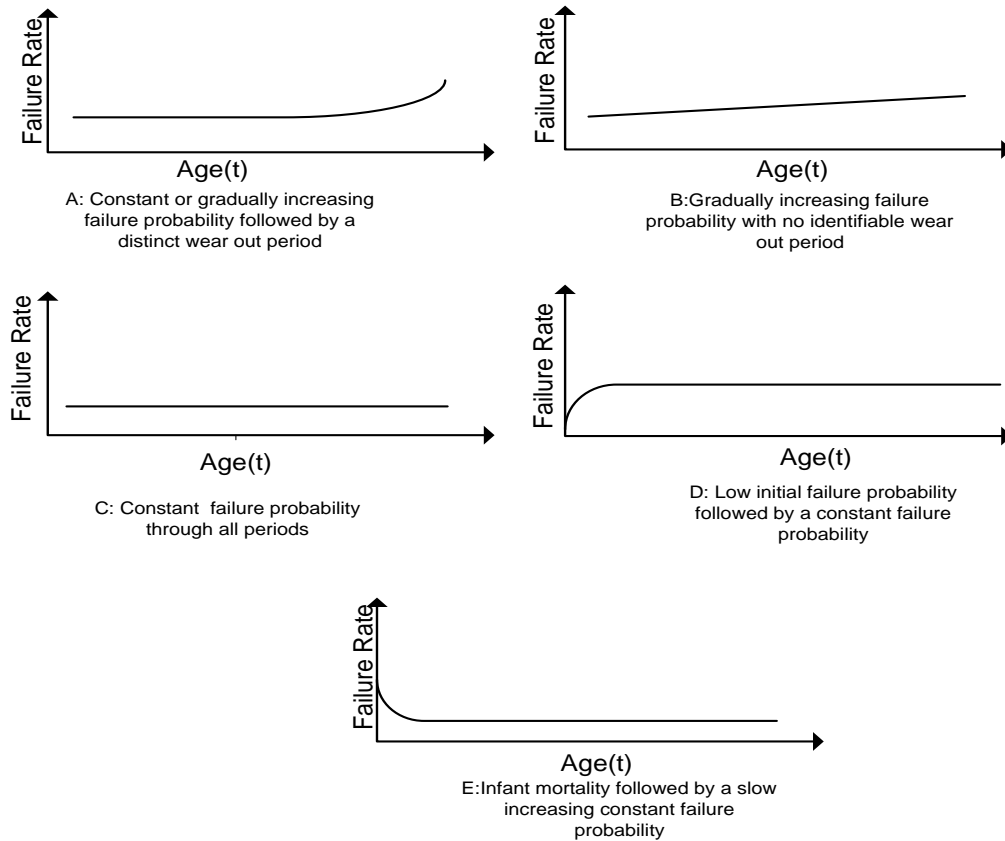 Failure Rate
Age(t)
A: Constant or gradually increasing
failure probability followed by a
distinct wear out period
Failure Rate
Age(t)
B:Gradually increasing failure
probability with no identifiable wear
out period
Failure Rate
Age(t)
C: Constant  failure probability
through all periods
Failure Rate
Age(t)
D: Low initial failure probability
followed by a constant failure
probability
Failure Rate
Age(t)
E:Infant mortality followed by a slow
increasing constant failure
probability